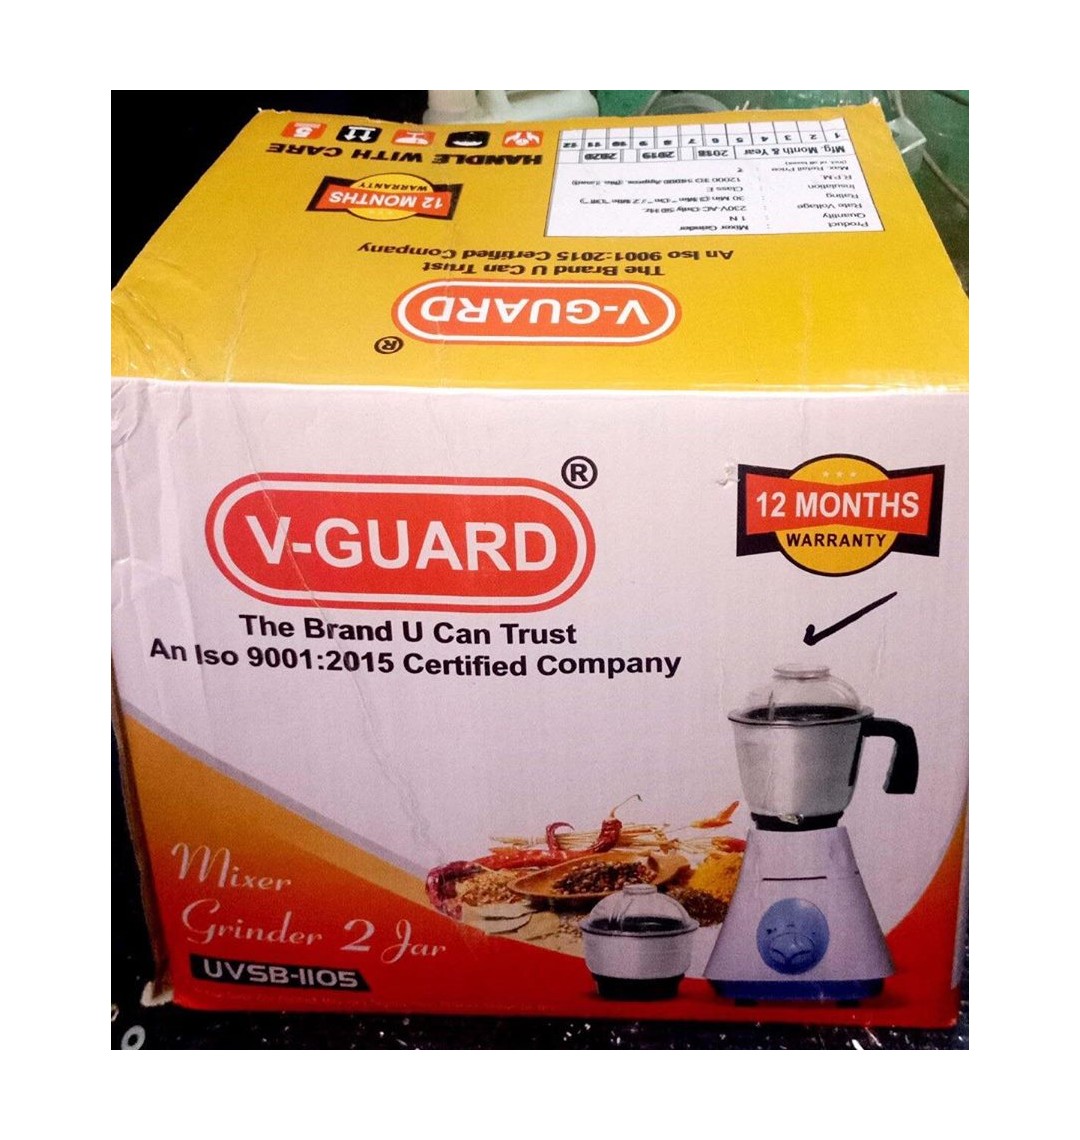 HANDLE WITH CARE
5
12 MONTHS
WARRANTY
Product : Mixer Grinder
Quantity : 1 N
Rate Voltage : 230V-AC Only 50 Hz.
Rating : 30 Min
Insulation : Class E
R.P.M.
Max. Retail Price : ₹
Mfg. Month & Year 2018 2019 2020
1 2 3 4 5 6 7 8 9 10 11 12
An Iso 9001:2015 Certified Company
The Brand U Can Trust
V-GUARD
®
V-GUARD ®
The Brand U Can Trust
An Iso 9001:2015 Certified Company
12 MONTHS
WARRANTY
Mixer
Grinder 2 Jar
UVSB-1105